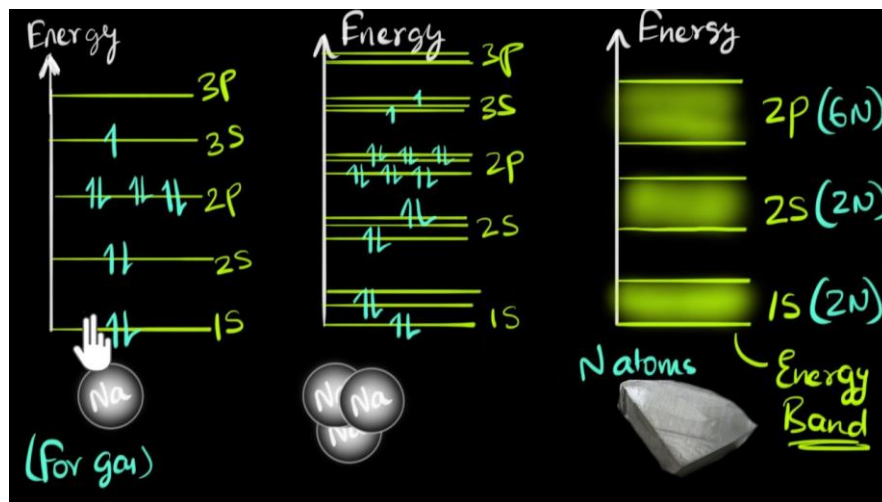 Energy
3P
3S
2P
2S
1S
Na
(For gas)
Energy
3P
3S
2P
2S
1S
Na
Na
Na
Energy
2P (6N)
2S (2N)
1S (2N)
N atoms
Energy
Band